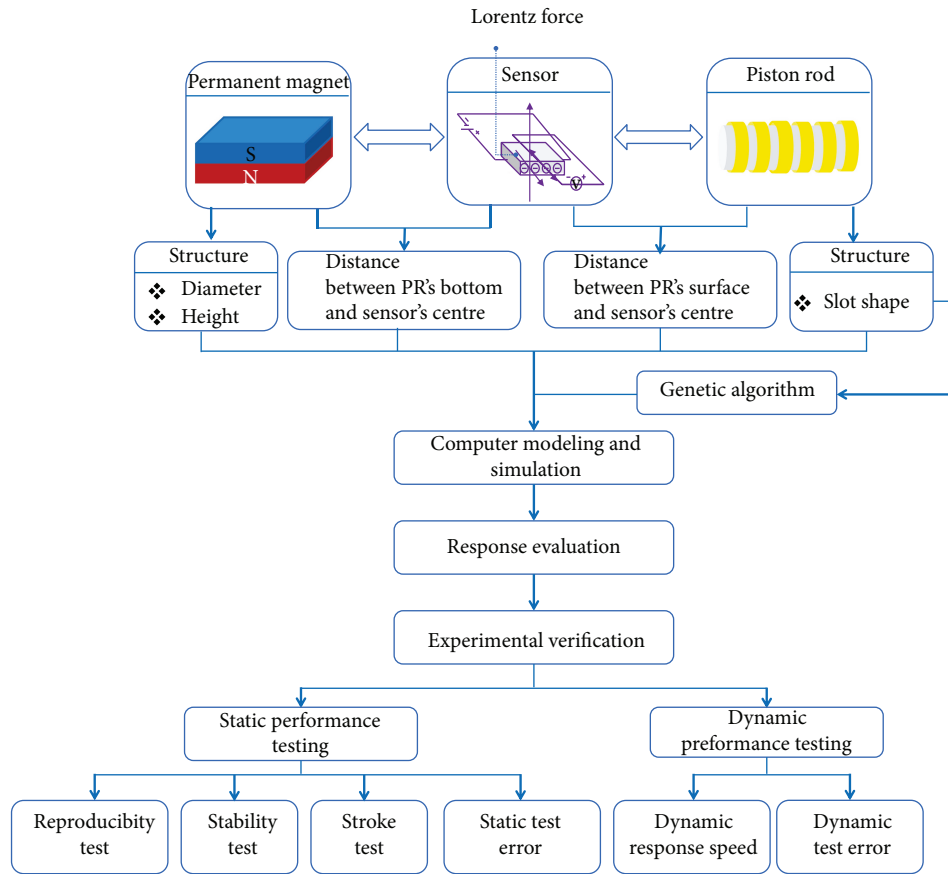 Lorentz force
Permanent magnet
S
N
Sensor
V
Piston rod
Structure
❖ Diameter
❖ Height
Distance
between PR's bottom
and sensor's centre
Distance
between PR's surface
and sensor's centre
Structure
❖ Slot shape
Genetic algorithm
Computer modeling and
simulation
Response evaluation
Experimental verification
Static performance
testing
Dynamic
preformance testing
Reproducibity
test
Stability
test
Stroke
test
Static test
error
Dynamic
response speed
Dynamic
test error